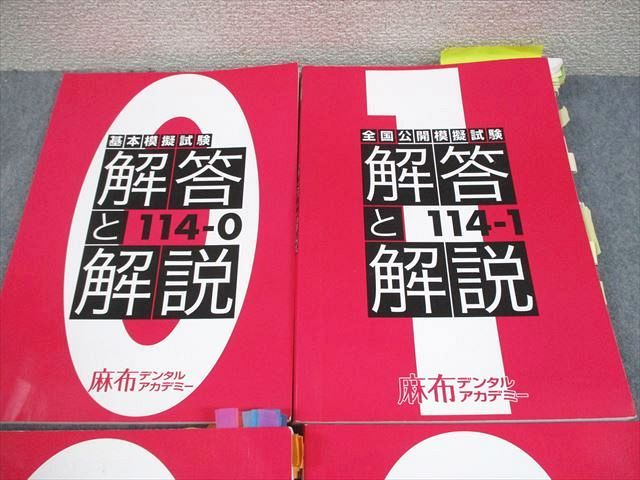 基本模擬試験
解答
と 114-0
解説
麻布デンタル
アカデミー
全国公開模擬試験
解答
と 114-1
解説
麻布デンタル
アカデミー